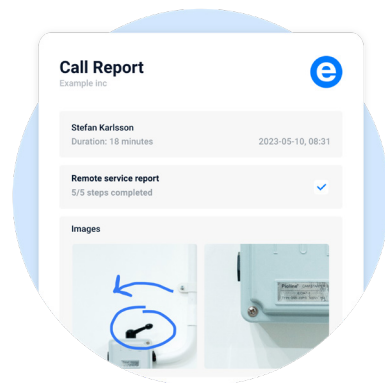 Call Report
Example Inc
e
Stefan Karlsson
Duration: 18 minutes 2023-05-10, 08:31
Remote service report
5/5 steps completed
Images